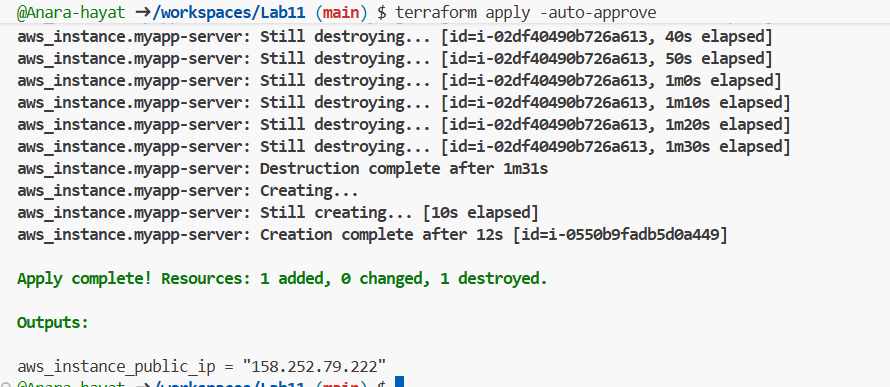 @Anara-hayat ➜/workspaces/Lab11 (main) $ terraform apply -auto-approve
aws_instance.myapp-server: Still destroying... [id=i-02df40490b726a613, 40s elapsed]
aws_instance.myapp-server: Still destroying... [id=i-02df40490b726a613, 50s elapsed]
aws_instance.myapp-server: Still destroying... [id=i-02df40490b726a613, 1m0s elapsed]
aws_instance.myapp-server: Still destroying... [id=i-02df40490b726a613, 1m10s elapsed]
aws_instance.myapp-server: Still destroying... [id=i-02df40490b726a613, 1m20s elapsed]
aws_instance.myapp-server: Still destroying... [id=i-02df40490b726a613, 1m30s elapsed]
aws_instance.myapp-server: Destruction complete after 1m31s
aws_instance.myapp-server: Creating...
aws_instance.myapp-server: Still creating... [10s elapsed]
aws_instance.myapp-server: Creation complete after 12s [id=i-0550b9fadb5d0a449]
Apply complete! Resources: 1 added, 0 changed, 1 destroyed.
Outputs:
aws_instance_public_ip = "158.252.79.222"
@Anara-hayat ➜/workspaces/Lab11 (main) $